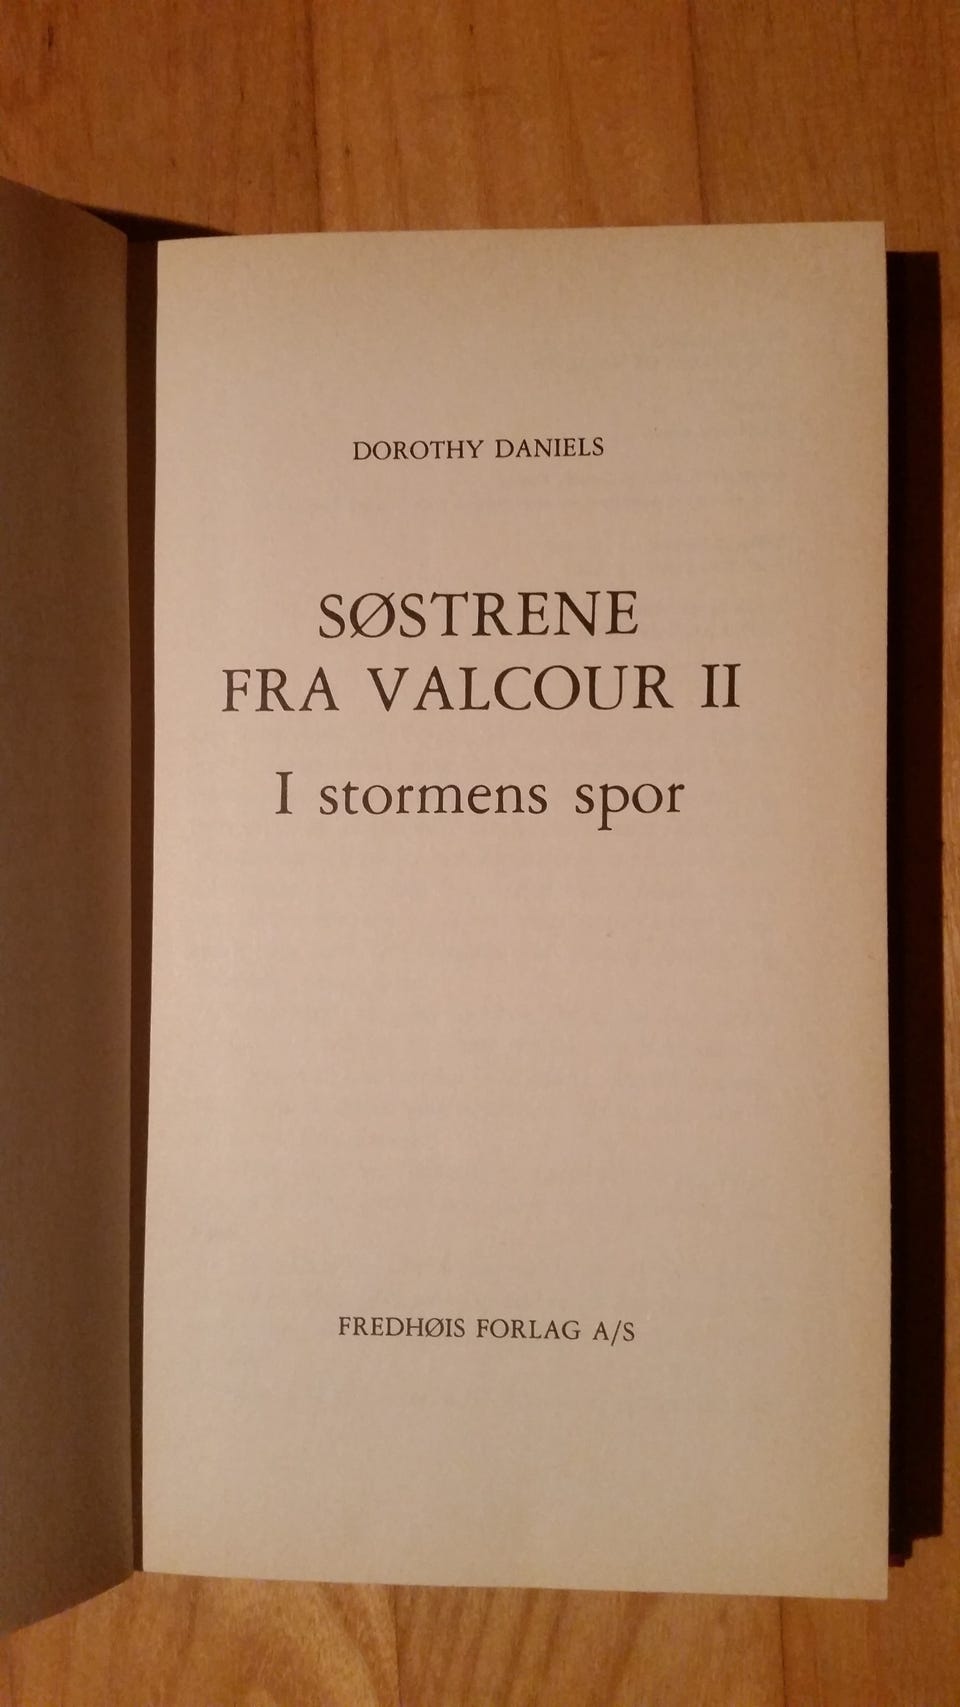 DOROTHY DANIELS
SØSTRENE
FRA VALCOUR II
I stormens spor
FREDHØIS FORLAG A/S